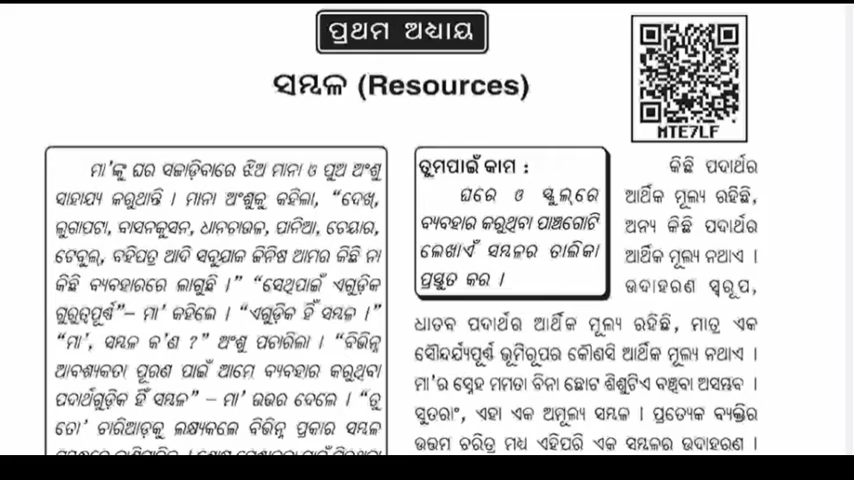 ପ୍ରଥମ ଅଧ୍ୟାୟ
ସମ୍ବଳ (Resources)
MTE7LF
ମା'ଙ୍କୁ ଘର ସଜାଡ଼ିବାରେ ଝିଅ ମାନା ଓ ପୁଅ ଅଂଶୁ
ସାହାଯ୍ୟ କରୁଥାନ୍ତି । ମାନା ଅଂଶୁକୁ କହିଲା, “ଦେଖ୍,
ଲୁଗାପଟା, ବାସନକୁସନ, ଧାନଚାଉଳ, ପାନିଆ, ଚେୟାର,
ଟେବୁଲ୍, ବହିପତ୍ର ଆଦି ସବୁଯାକ ଜିନିଷ ଆମର କିଛି ନା
କିଛି ବ୍ୟବହାରରେ ଲାଗୁଛି ।” “ସେଥିପାଇଁ ଏଗୁଡ଼ିକ
ଗୁରୁତ୍ୱପୂର୍ଣ୍ଣ”– ମା' କହିଲେ । “ଏଗୁଡ଼ିକ ହିଁ ସମ୍ବଳ ।”
“ମା', ସମ୍ବଳ କ'ଣ ?” ଅଂଶୁ ପଚାରିଲା । “ବିଭିନ୍ନ
ଆବଶ୍ୟକତା ପୂରଣ ପାଇଁ ଆମେ ବ୍ୟବହାର କରୁଥିବା
ପଦାର୍ଥଗୁଡ଼ିକ ହିଁ ସମ୍ବଳ” – ମା' ଉତ୍ତର ଦେଲେ । “ତୁ
ତୋ' ଚାରିଆଡ଼କୁ ଲକ୍ଷ୍ୟକଲେ ବିଭିନ୍ନ ପ୍ରକାର ସମ୍ବଳ
ତୁମପାଇଁ କାମ :
ଘରେ ଓ ସ୍କୁଲ୍‌ରେ
ବ୍ୟବହାର କରୁଥିବା ପାଞ୍ଚଗୋଟି
ଲେଖାଏଁ ସମ୍ବଳର ତାଲିକା
ପ୍ରସ୍ତୁତ କର ।
କିଛି ପଦାର୍ଥର
ଆର୍ଥିକ ମୂଲ୍ୟ ରହିଛି,
ଅନ୍ୟ କିଛି ପଦାର୍ଥର
ଆର୍ଥିକ ମୂଲ୍ୟ ନଥାଏ ।
ଉଦାହରଣ ସ୍ୱରୂପ,
ଧାତବ ପଦାର୍ଥର ଆର୍ଥିକ ମୂଲ୍ୟ ରହିଛି, ମାତ୍ର ଏକ
ସୌନ୍ଦର୍ଯ୍ୟପୂର୍ଣ୍ଣ ଭୂମିରୂପର କୌଣସି ଆର୍ଥିକ ମୂଲ୍ୟ ନଥାଏ ।
ମା'ର ସ୍ନେହ ମମତା ବିନା ଛୋଟ ଶିଶୁଟିଏ ବଞ୍ଚିବା ଅସମ୍ଭବ ।
ସୁତରାଂ, ଏହା ଏକ ଅମୂଲ୍ୟ ସମ୍ବଳ । ପ୍ରତ୍ୟେକ ବ୍ୟକ୍ତିର
ଉତ୍ତମ ଚରିତ୍ର ମଧ୍ୟ ଏହିପରି ଏକ ସମ୍ବଳର ଉଦାହରଣ ।